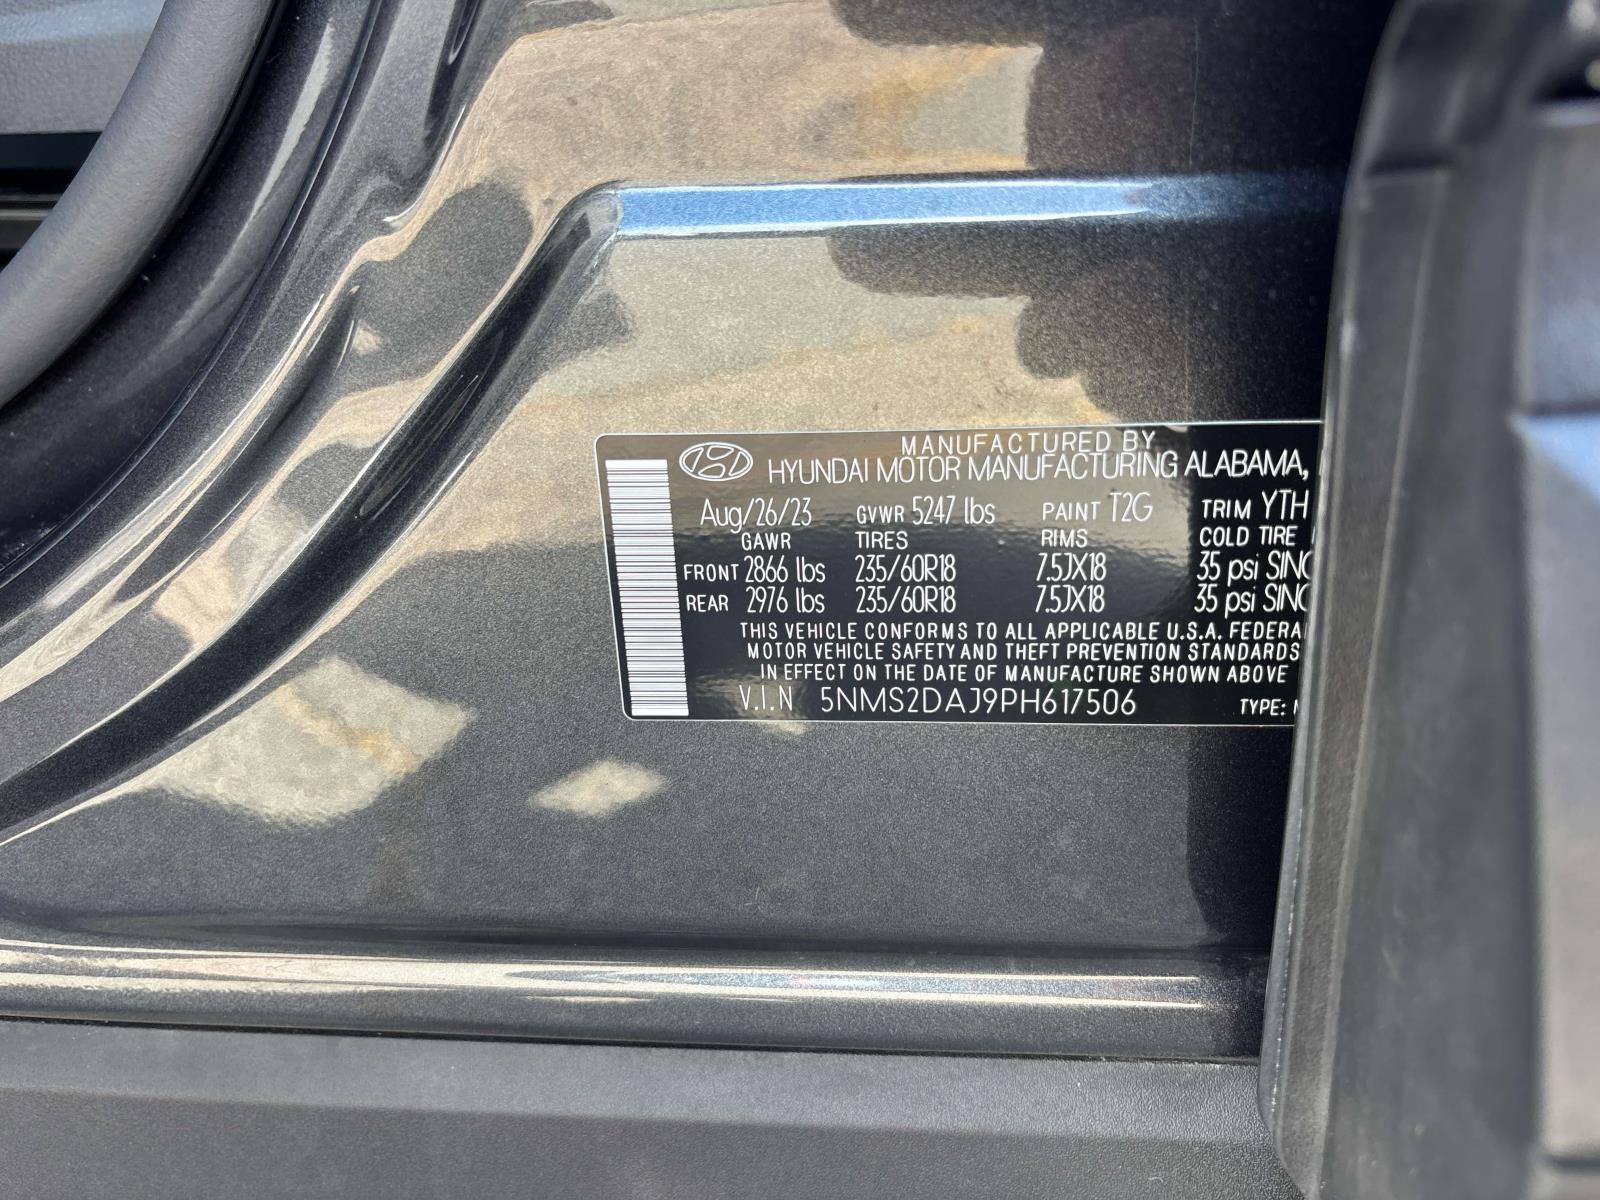 MANUFACTURED BY
HYUNDAI MOTOR MANUFACTURING ALABAMA,
Aug/26/23 GVWR 5247 lbs PAINT T2G TRIM YTH
GAWR TIRES RIMS COLD TIRE
FRONT 2866 lbs 235/60R18 7.5JX18 35 psi SING
REAR 2976 lbs 235/60R18 7.5JX18 35 psi SING
THIS VEHICLE CONFORMS TO ALL APPLICABLE U.S.A. FEDERA
MOTOR VEHICLE SAFETY AND THEFT PREVENTION STANDARDS
IN EFFECT ON THE DATE OF MANUFACTURE SHOWN ABOVE
V.I.N 5NMS2DAJ9PH617506 TYPE: